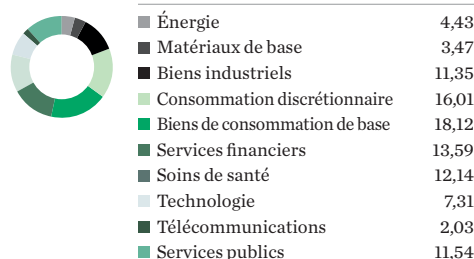 Énergie 4,43
Matériaux de base 3,47
Biens industriels 11,35
Consommation discrétionnaire 16,01
Biens de consommation de base 18,12
Services financiers 13,59
Soins de santé 12,14
Technologie 7,31
Télécommunications 2,03
Services publics 11,54